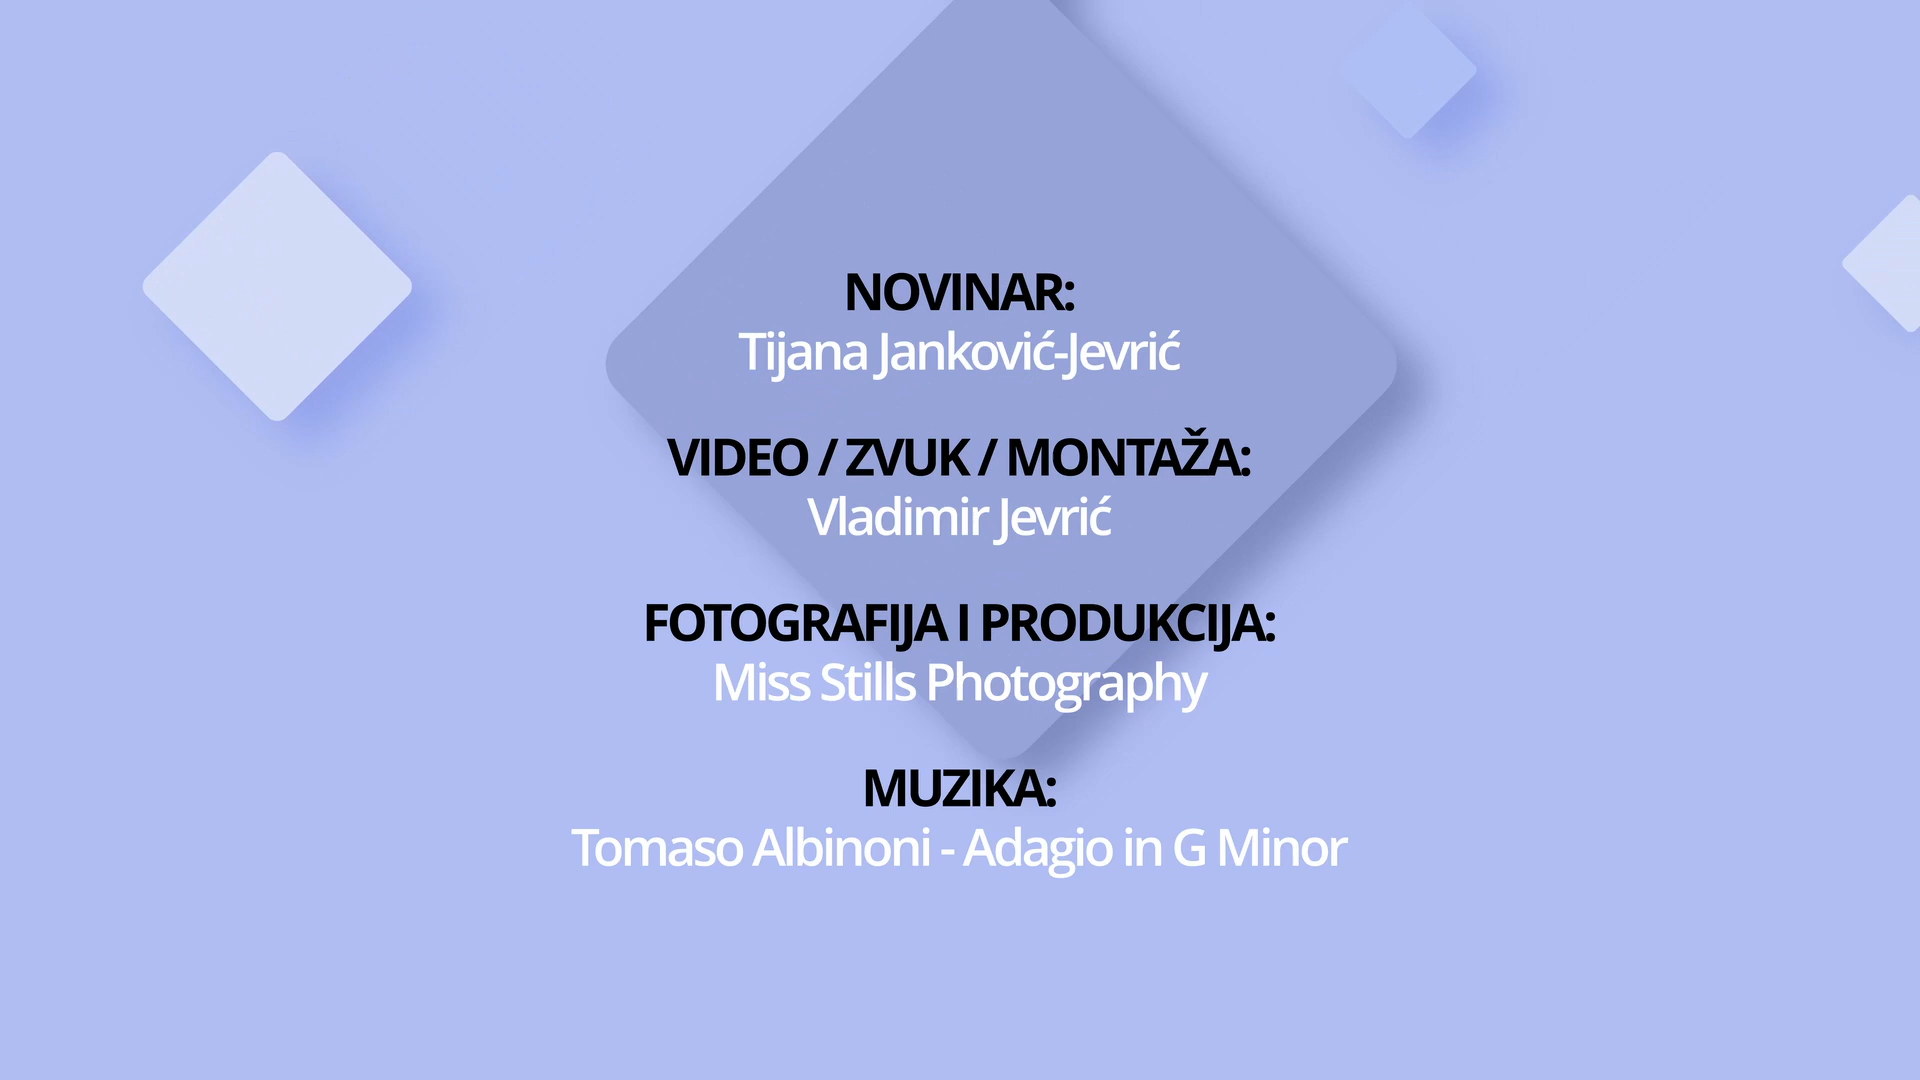 NOVINAR:
Tijana Janković-Jevrić
VIDEO / ZVUK / MONTAŽA:
Vladimir Jevrić
FOTOGRAFIJA I PRODUKCIJA:
Miss Stills Photography
MUZIKA:
Tomaso Albinoni - Adagio in G Minor